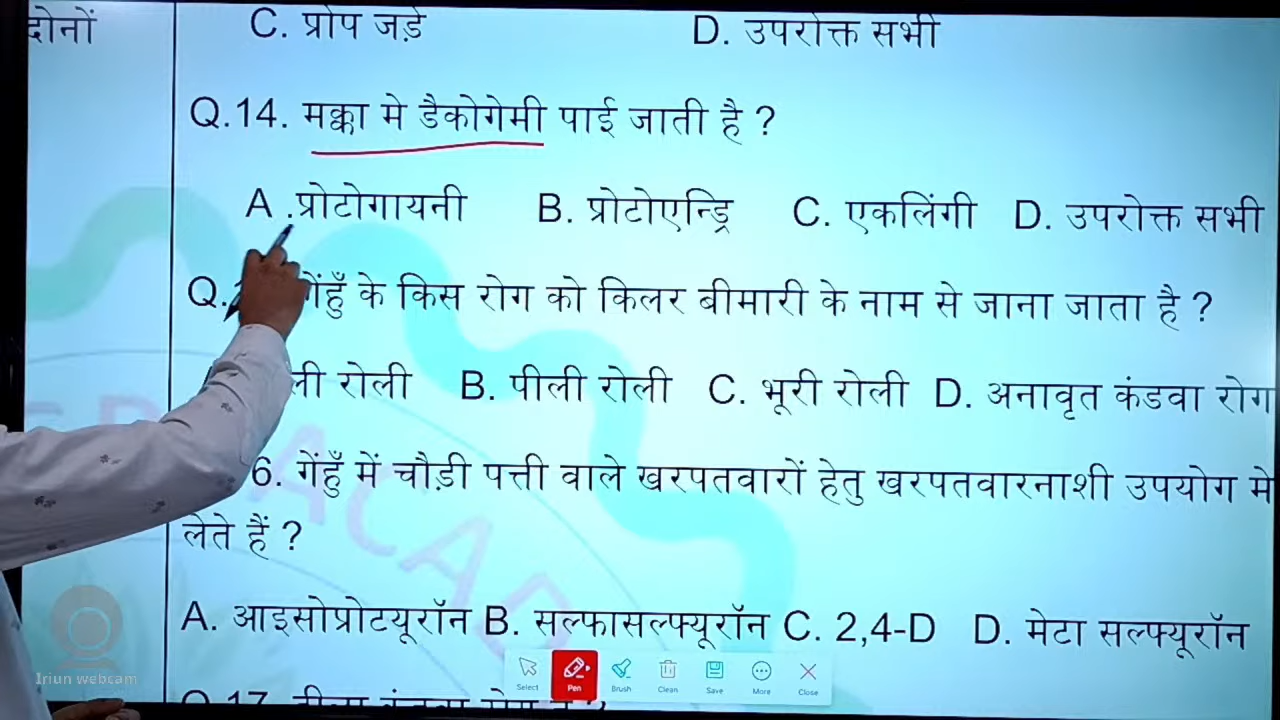 दोनों
C. प्रोप जड़े D. उपरोक्त सभी
Q.14. मक्का मे डैकोगेमी पाई जाती है ?
A .प्रोटोगायनी B. प्रोटोएन्ड्रि C. एकलिंगी D. उपरोक्त सभी
Q. गेंहुँ के किस रोग को किलर बीमारी के नाम से जाना जाता है ?
रोली B. पीली रोली C. भूरी रोली D. अनावृत कंडवा रोग
6. गेंहुँ में चौड़ी पत्ती वाले खरपतवारों हेतु खरपतवारनाशी उपयोग मे
लेते हैं ?
A. आइसोप्रोटयूरॉन B. सल्फासल्फ्यूरॉन C. 2,4-D D. मेटा सल्फ्यूरॉन
Iriun webcam
Select Pen Brush Clean Save More Close
Q.17.